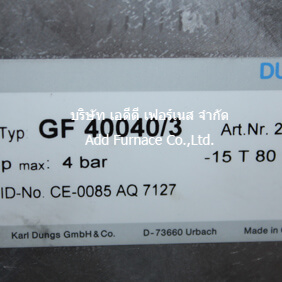 DU
Typ GF 40040/3 Art.Nr. 2
บริษัท เอดีดี เฟอร์เนส จำกัด
Add Furnace Co.,Ltd.
p max: 4 bar -15 T 80
ID-No. CE-0085 AQ 7127
Karl Dungs GmbH & Co. D-73660 Urbach Made in